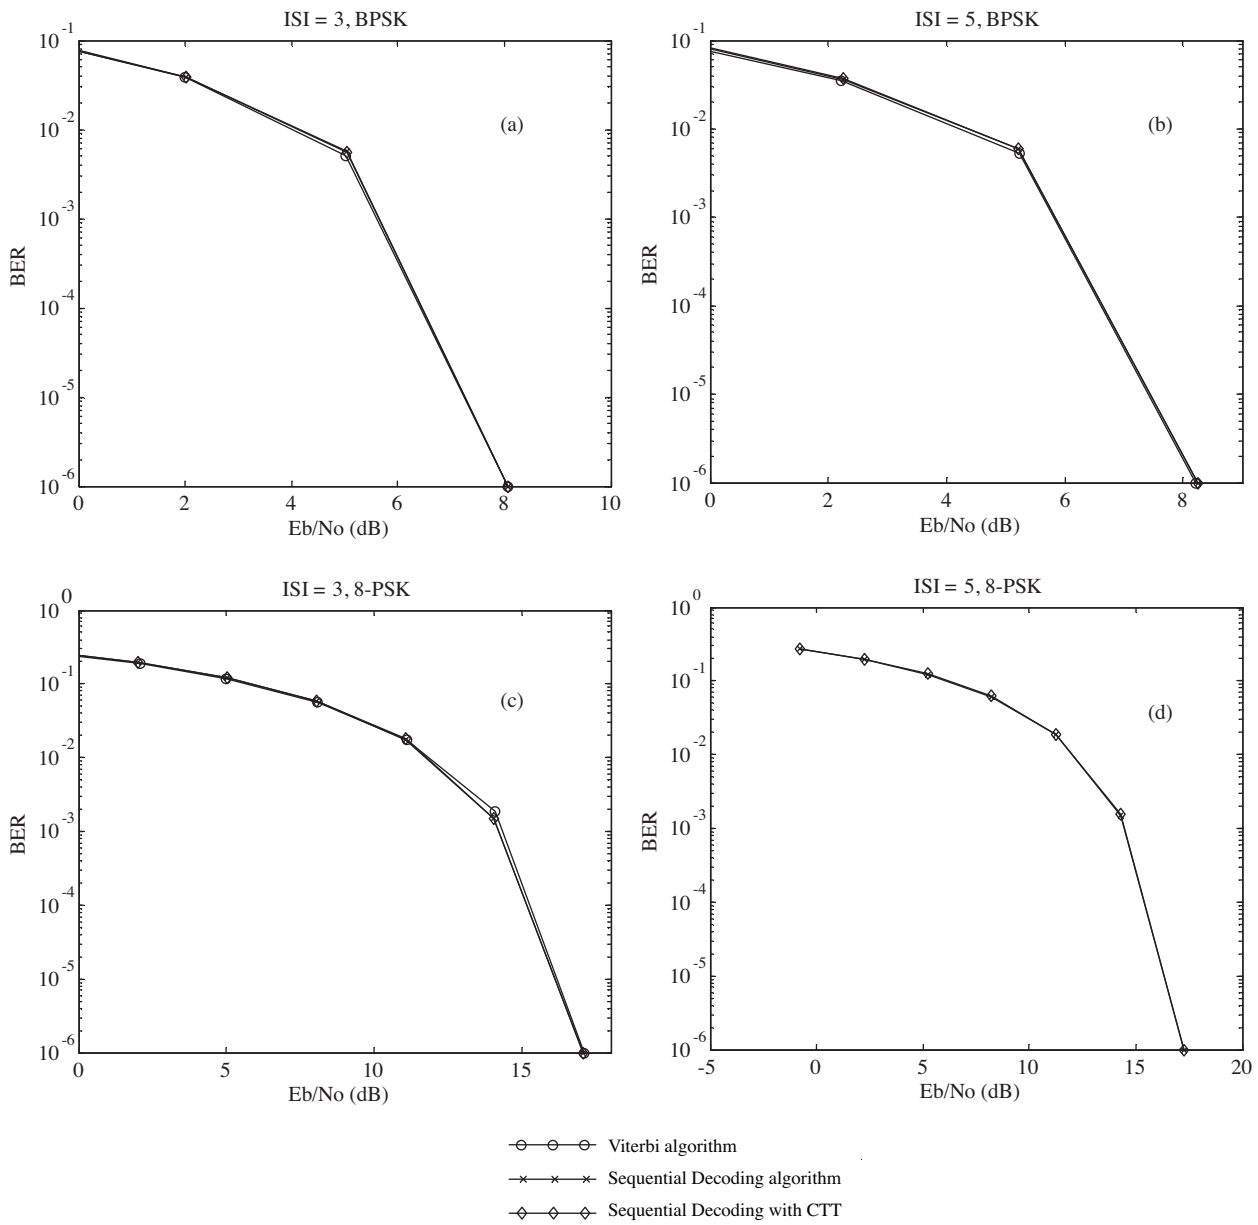 ISI = 3, BPSK
10^-1
10^-2
10^-3
10^-4
10^-5
10^-6
BER
(a)
0 2 4 6 8 10
Eb/No (dB)
ISI = 5, BPSK
10^-1
10^-2
10^-3
10^-4
10^-5
10^-6
BER
(b)
0 2 4 6 8
Eb/No (dB)
ISI = 3, 8-PSK
10^0
10^-1
10^-2
10^-3
10^-4
10^-5
10^-6
BER
(c)
0 5 10 15
Eb/No (dB)
ISI = 5, 8-PSK
10^0
10^-1
10^-2
10^-3
10^-4
10^-5
10^-6
BER
(d)
-5 0 5 10 15 20
Eb/No (dB)
Viterbi algorithm
Sequential Decoding algorithm
Sequential Decoding with CTT